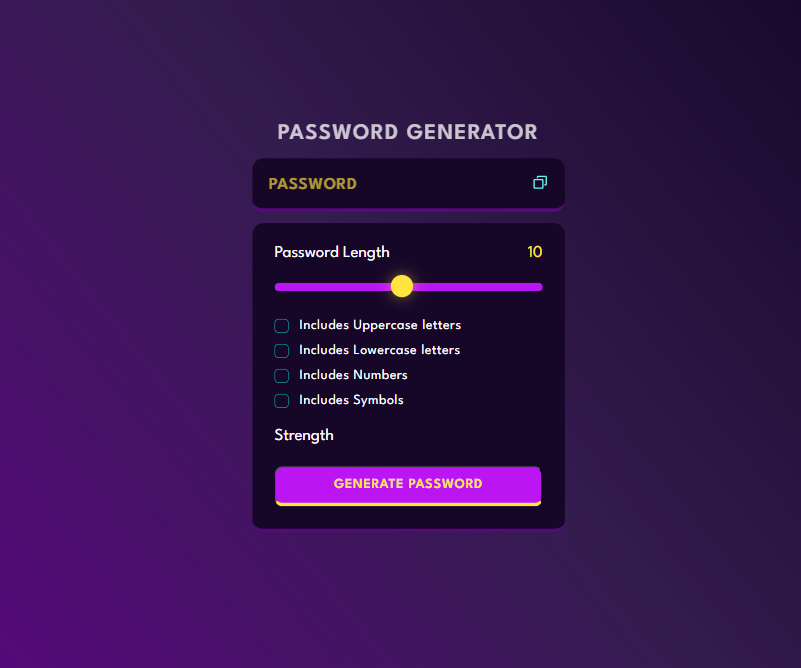 PASSWORD GENERATOR
PASSWORD
Password Length 10
Includes Uppercase letters
Includes Lowercase letters
Includes Numbers
Includes Symbols
Strength
GENERATE PASSWORD